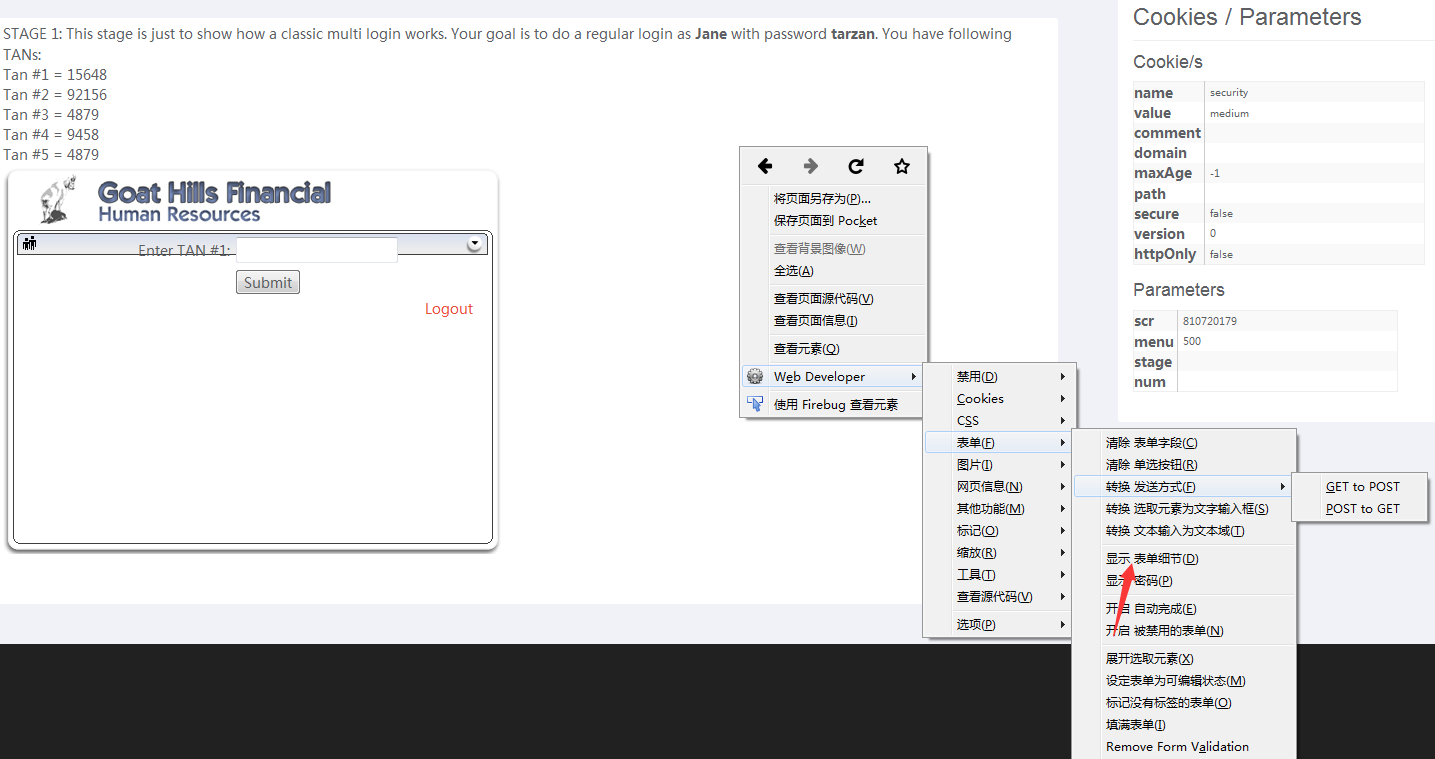 STAGE 1: This stage is just to show how a classic multi login works. Your goal is to do a regular login as Jane with password tarzan. You have following
TANs:
Tan #1 = 15648
Tan #2 = 92156
Tan #3 = 4879
Tan #4 = 9458
Tan #5 = 4879
Goat Hills Financial
Human Resources
Enter TAN #1:
Submit
Logout
将页面另存为(P)...
保存页面到 Pocket
查看背景图像(W)
全选(A)
查看页面源代码(V)
查看页面信息(I)
查看元素(Q)
Web Developer
使用 Firebug 查看元素
禁用(D)
Cookies
CSS
表单(F)
图片(I)
网页信息(N)
其他功能(M)
标记(O)
缩放(R)
工具(T)
查看源代码(V)
选项(P)
清除 表单字段(C)
清除 单选按钮(R)
转换 发送方式(F)
转换 选取元素为文字输入框(S)
转换 文本输入为文本域(T)
显示 表单细节(D)
显示 密码(P)
开启 自动完成(E)
开启 被禁用的表单(N)
展开选取元素(X)
设定表单为可编辑状态(M)
标记没有标签的表单(O)
填满表单(I)
Remove Form Validation
GET to POST
POST to GET
Cookies / Parameters
Cookie/s
name security
value medium
comment
domain
maxAge -1
path
secure false
version 0
httpOnly false
Parameters
scr 810720179
menu 500
stage
num